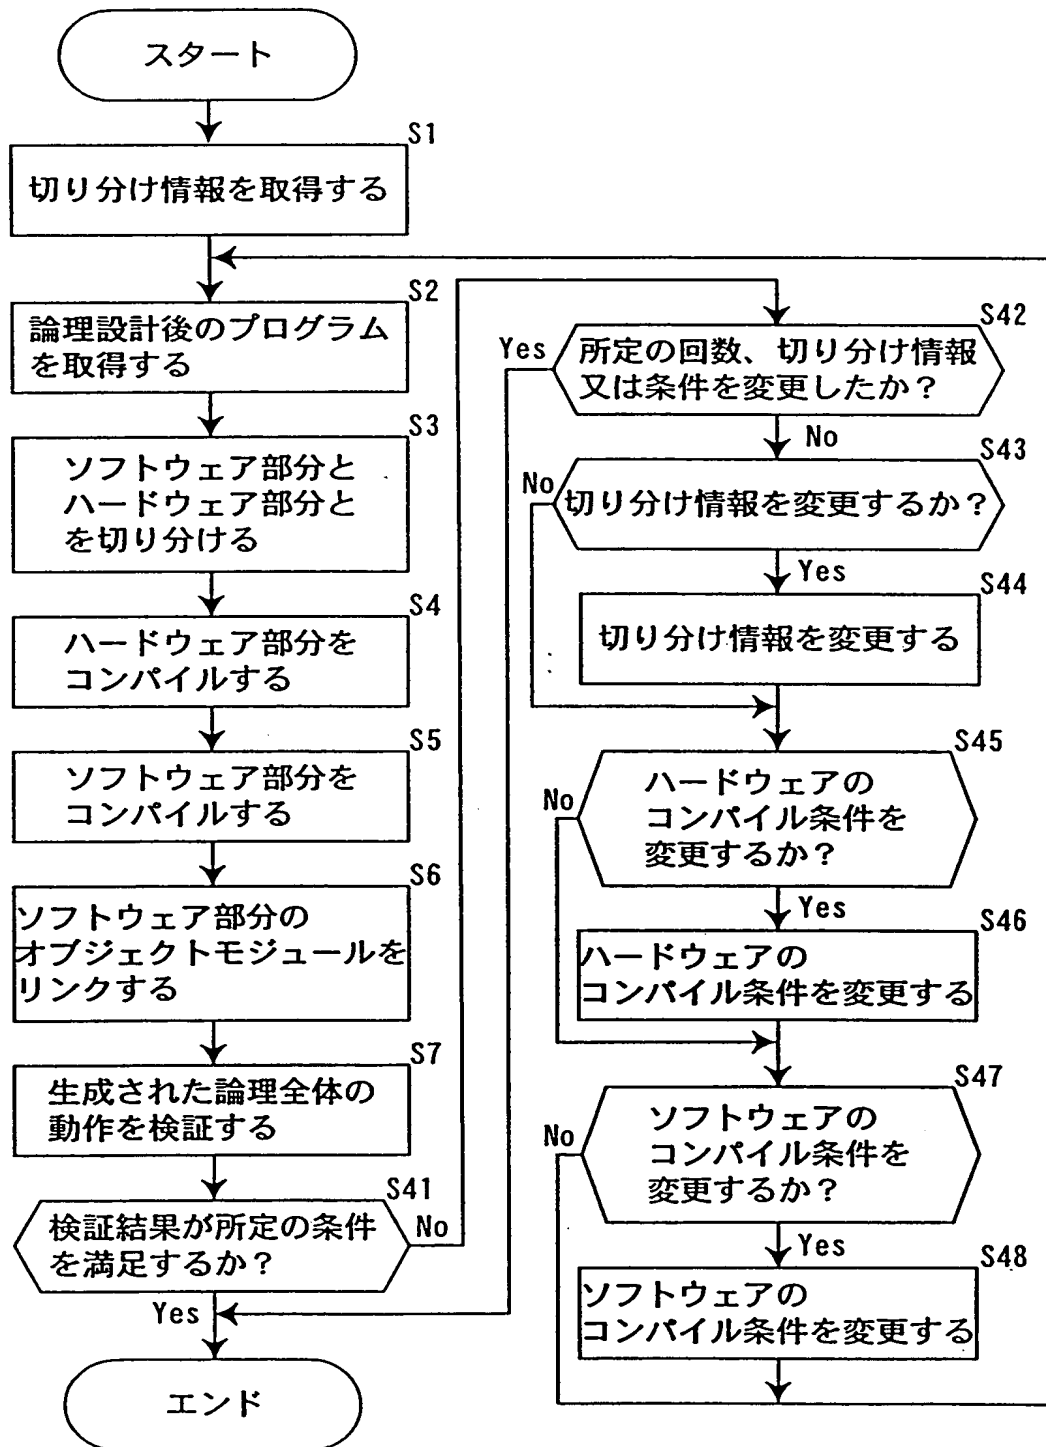 スタート
S1
切り分け情報を取得する
S2
論理設計後のプログラム
を取得する
S3
ソフトウェア部分と
ハードウェア部分と
を切り分ける
S4
ハードウェア部分を
コンパイルする
S5
ソフトウェア部分を
コンパイルする
S6
ソフトウェア部分の
オブジェクトモジュールを
リンクする
S7
生成された論理全体の
動作を検証する
S41
検証結果が所定の条件
を満足するか?
No
Yes
エンド
S42
Yes
所定の回数、切り分け情報
又は条件を変更したか?
No
S43
No
切り分け情報を変更するか?
Yes
S44
切り分け情報を変更する
S45
No
ハードウェアの
コンパイル条件を
変更するか?
Yes
S46
ハードウェアの
コンパイル条件を変更する
S47
No
ソフトウェアの
コンパイル条件を
変更するか?
Yes
S48
ソフトウェアの
コンパイル条件を変更する